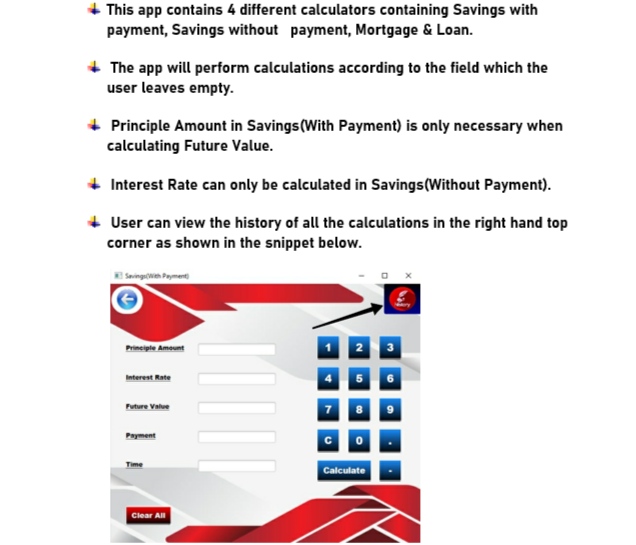 This app contains 4 different calculators containing Savings with
payment, Savings without payment, Mortgage & Loan.
The app will perform calculations according to the field which the
user leaves empty.
Principle Amount in Savings(With Payment) is only necessary when
calculating Future Value.
Interest Rate can only be calculated in Savings(Without Payment).
User can view the history of all the calculations in the right hand top
corner as shown in the snippet below.
Savings(With Payment)
History
Principle Amount
1 2 3
Interest Rate
4 5 6
Future Value
7 8 9
Payment
C 0 .
Time
Calculate -
Clear All